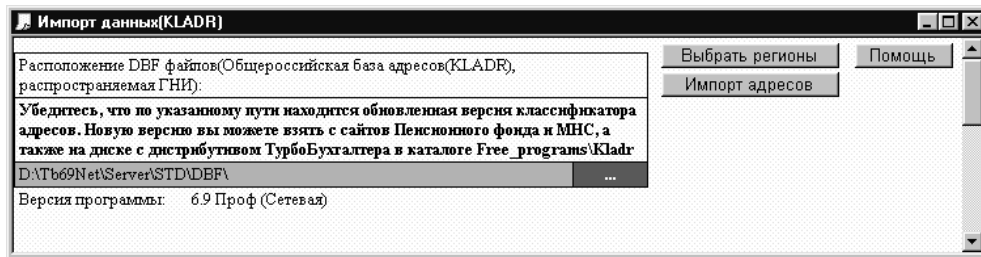 Импорт данных(KLADR)
Выбрать регионы
Помощь
Расположение DBF файлов(Общероссийская база адресов(KLADR),
распространяемая ГНИ):
Импорт адресов
Убедитесь, что по указанному пути находится обновленная версия классификатора
адресов. Новую версию вы можете взять с сайтов Пенсионного фонда и МНС, а
также на диске с дистрибутивом ТурбоБухгалтера в каталоге Free_programs\Kladr
D:\Tb69Net\Server\STD\DBF\
...
Версия программы: 6.9 Проф (Сетевая)